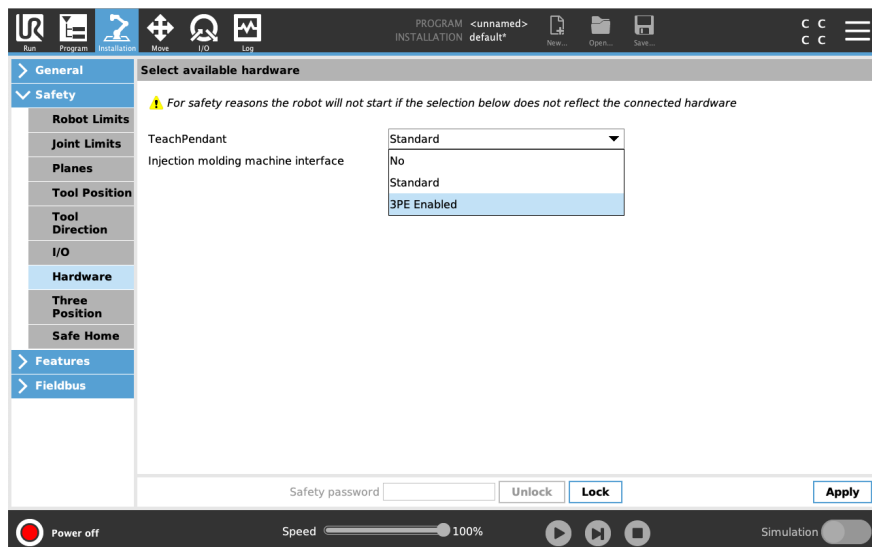 PROGRAM <unnamed>
INSTALLATION default*
Run Program Installation Move I/O Log New... Open... Save...
C C
C C
General
Safety
Robot Limits
Joint Limits
Planes
Tool Position
Tool
Direction
I/O
Hardware
Three
Position
Safe Home
Features
Fieldbus
Select available hardware
For safety reasons the robot will not start if the selection below does not reflect the connected hardware
TeachPendant Standard
Injection molding machine interface No
Standard
3PE Enabled
Safety password Unlock Lock Apply
Power off Speed 100% Simulation